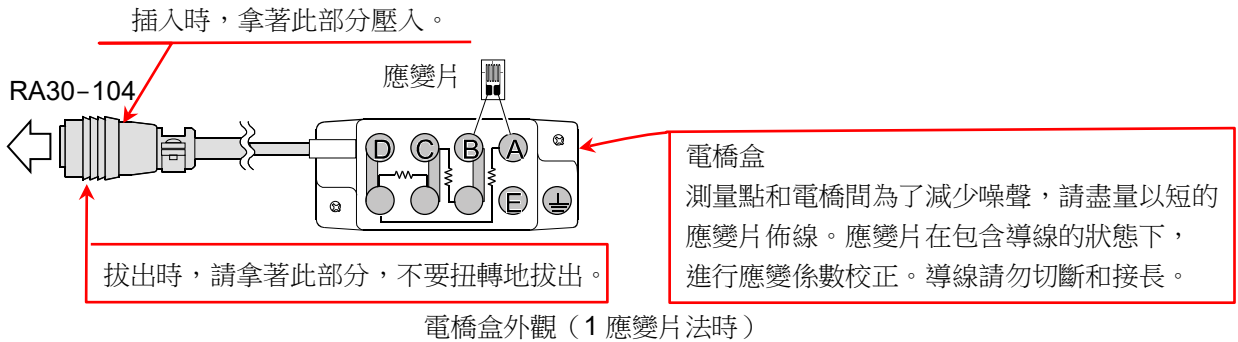 插入時，拿著此部分壓入。
RA30-104
應變片
D C B A
E
電橋盒
測量點和電橋間為了減少噪聲，請盡量以短的
應變片佈線。應變片在包含導線的狀態下，
進行應變係數校正。導線請勿切斷和接長。
拔出時，請拿著此部分，不要扭轉地拔出。
電橋盒外觀（1 應變片法時）